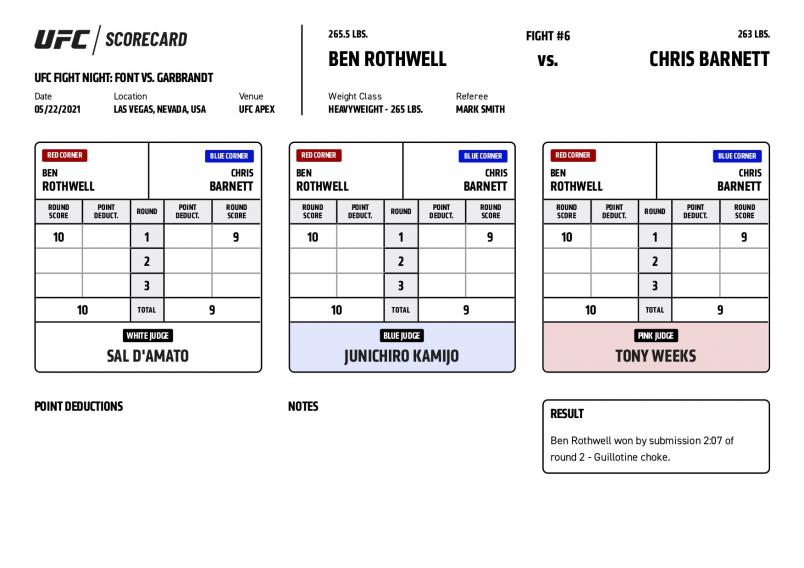 UFC SCORECARD
UFC FIGHT NIGHT: FONT VS. GARBRANDT
Date Location Venue
05/22/2021 LAS VEGAS, NEVADA, USA UFC APEX
265.5 LBS. FIGHT #6 263 LBS.
BEN ROTHWELL VS. CHRIS BARNETT
Weight Class Referee
HEAVYWEIGHT - 265 LBS. MARK SMITH
RED CORNER BLUE CORNER
BEN CHRIS
ROTHWELL BARNETT
ROUND SCORE POINT DEDUCT. ROUND POINT DEDUCT. ROUND SCORE
10 1 9
2
3
10 TOTAL 9
WHITE JUDGE
SAL D'AMATO
RED CORNER BLUE CORNER
BEN CHRIS
ROTHWELL BARNETT
ROUND SCORE POINT DEDUCT. ROUND POINT DEDUCT. ROUND SCORE
10 1 9
2
3
10 TOTAL 9
BLUE JUDGE
JUNICHIRO KAMIJO
RED CORNER BLUE CORNER
BEN CHRIS
ROTHWELL BARNETT
ROUND SCORE POINT DEDUCT. ROUND POINT DEDUCT. ROUND SCORE
10 1 9
2
3
10 TOTAL 9
PINK JUDGE
TONY WEEKS
POINT DEDUCTIONS
NOTES
RESULT
Ben Rothwell won by submission 2:07 of
round 2 - Guillotine choke.